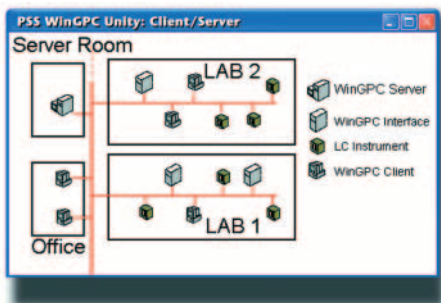 PSS WinGPC Unity: Client/Server
Server Room
LAB 2
WinGPC Server
WinGPC Interface
LC Instrument
WinGPC Client
LAB 1
Office